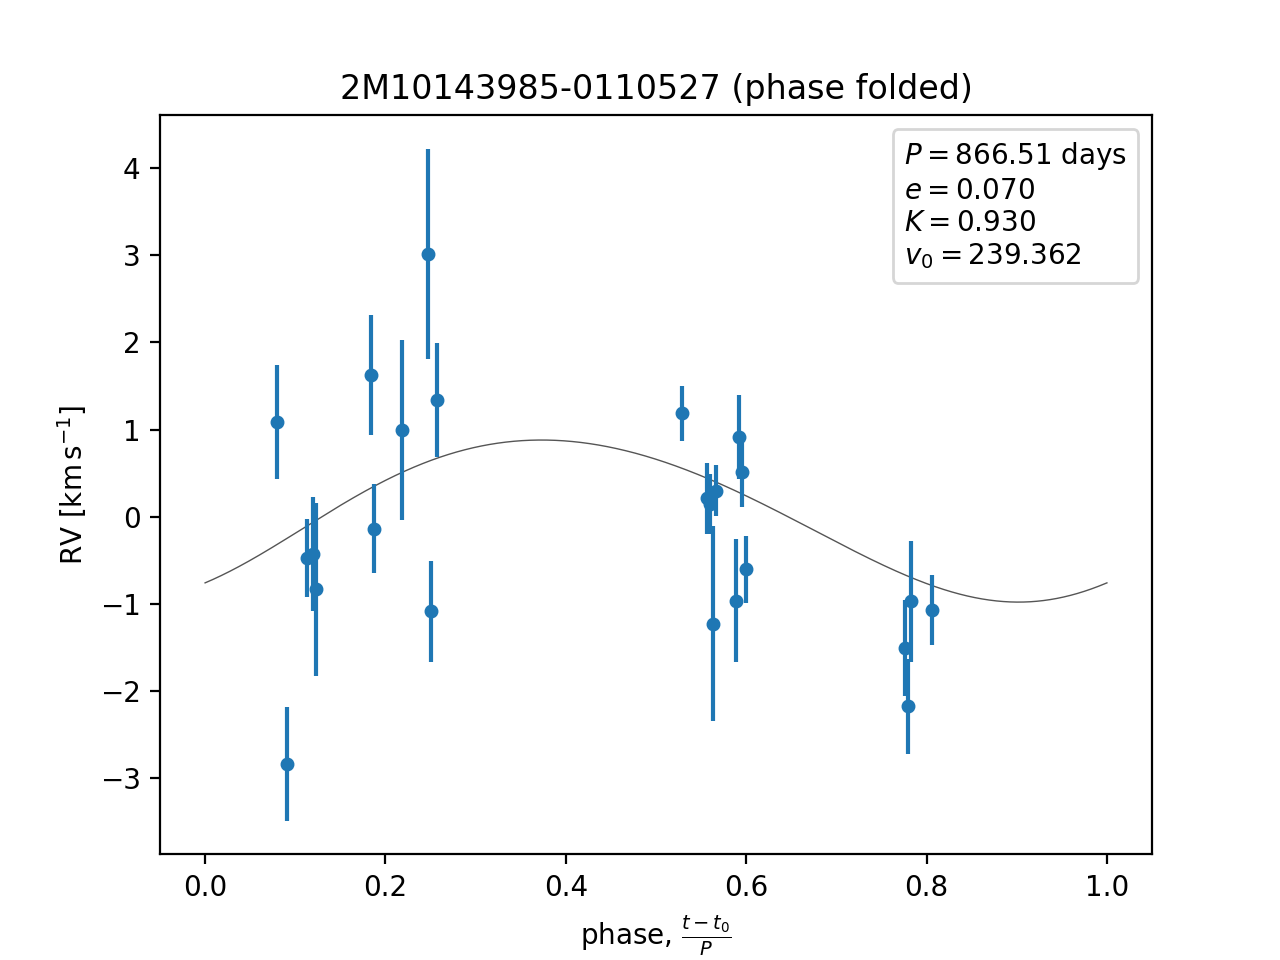 2M10143985-0110527 (phase folded)
P = 866.51 days
e = 0.070
K = 0.930
v₀ = 239.362
RV [km s⁻¹]
4
3
2
1
0
−1
−2
−3
0.0 0.2 0.4 0.6 0.8 1.0
phase, (t − t₀)/P